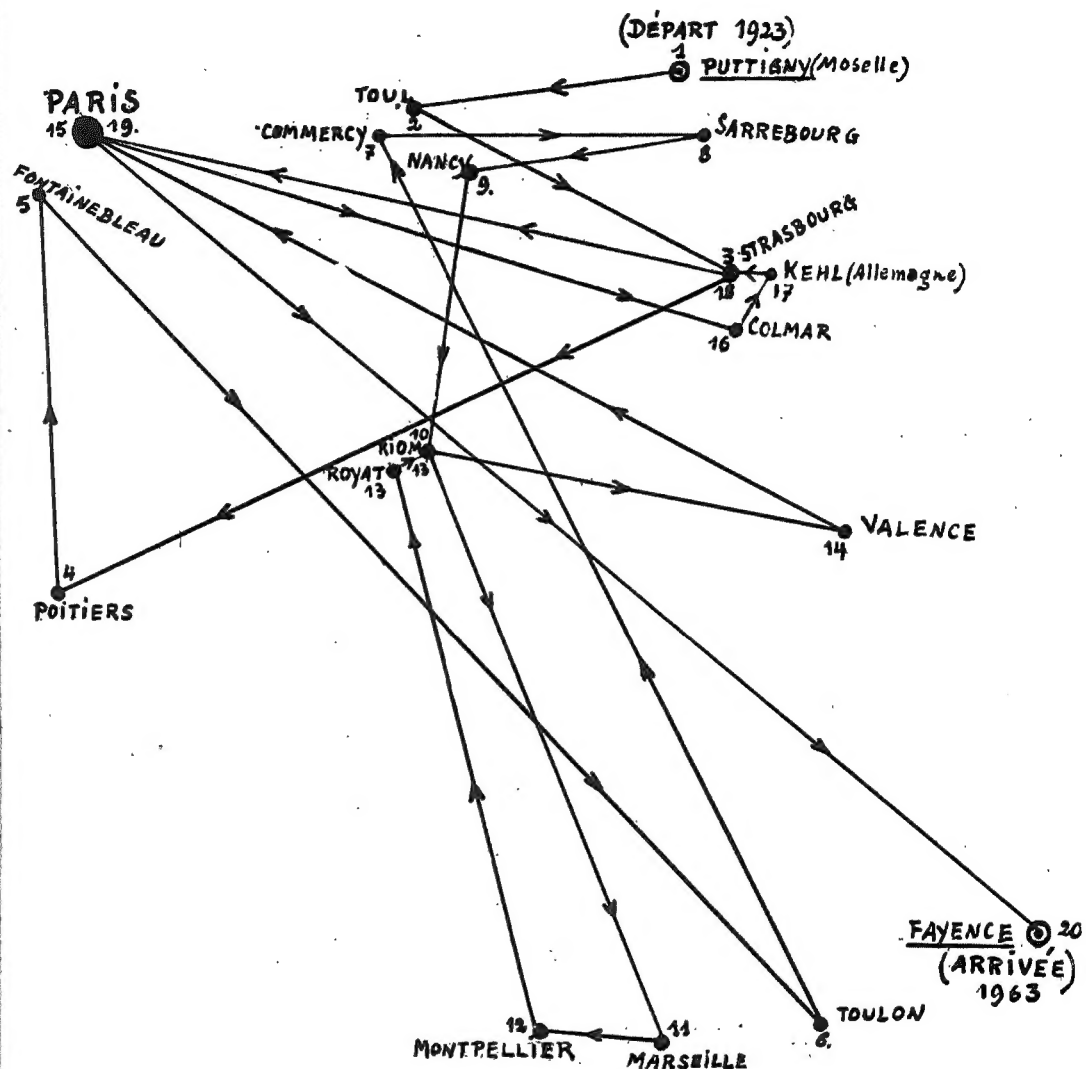 (DÉPART 1923)
1
PUTTIGNY (Moselle)
TOUL
2
PARIS
15 19.
COMMERCY
7
SARREBOURG
8
NANCY
9.
FONTAINEBLEAU
5
STRASBOURG
3
18
KEHL (Allemagne)
17
COLMAR
16
10
RIOM
13
ROYAT
13
VALENCE
14
4
POITIERS
FAYENCE 20
(ARRIVÉE)
1963
TOULON
6.
12
MONTPELLIER
11
MARSEILLE